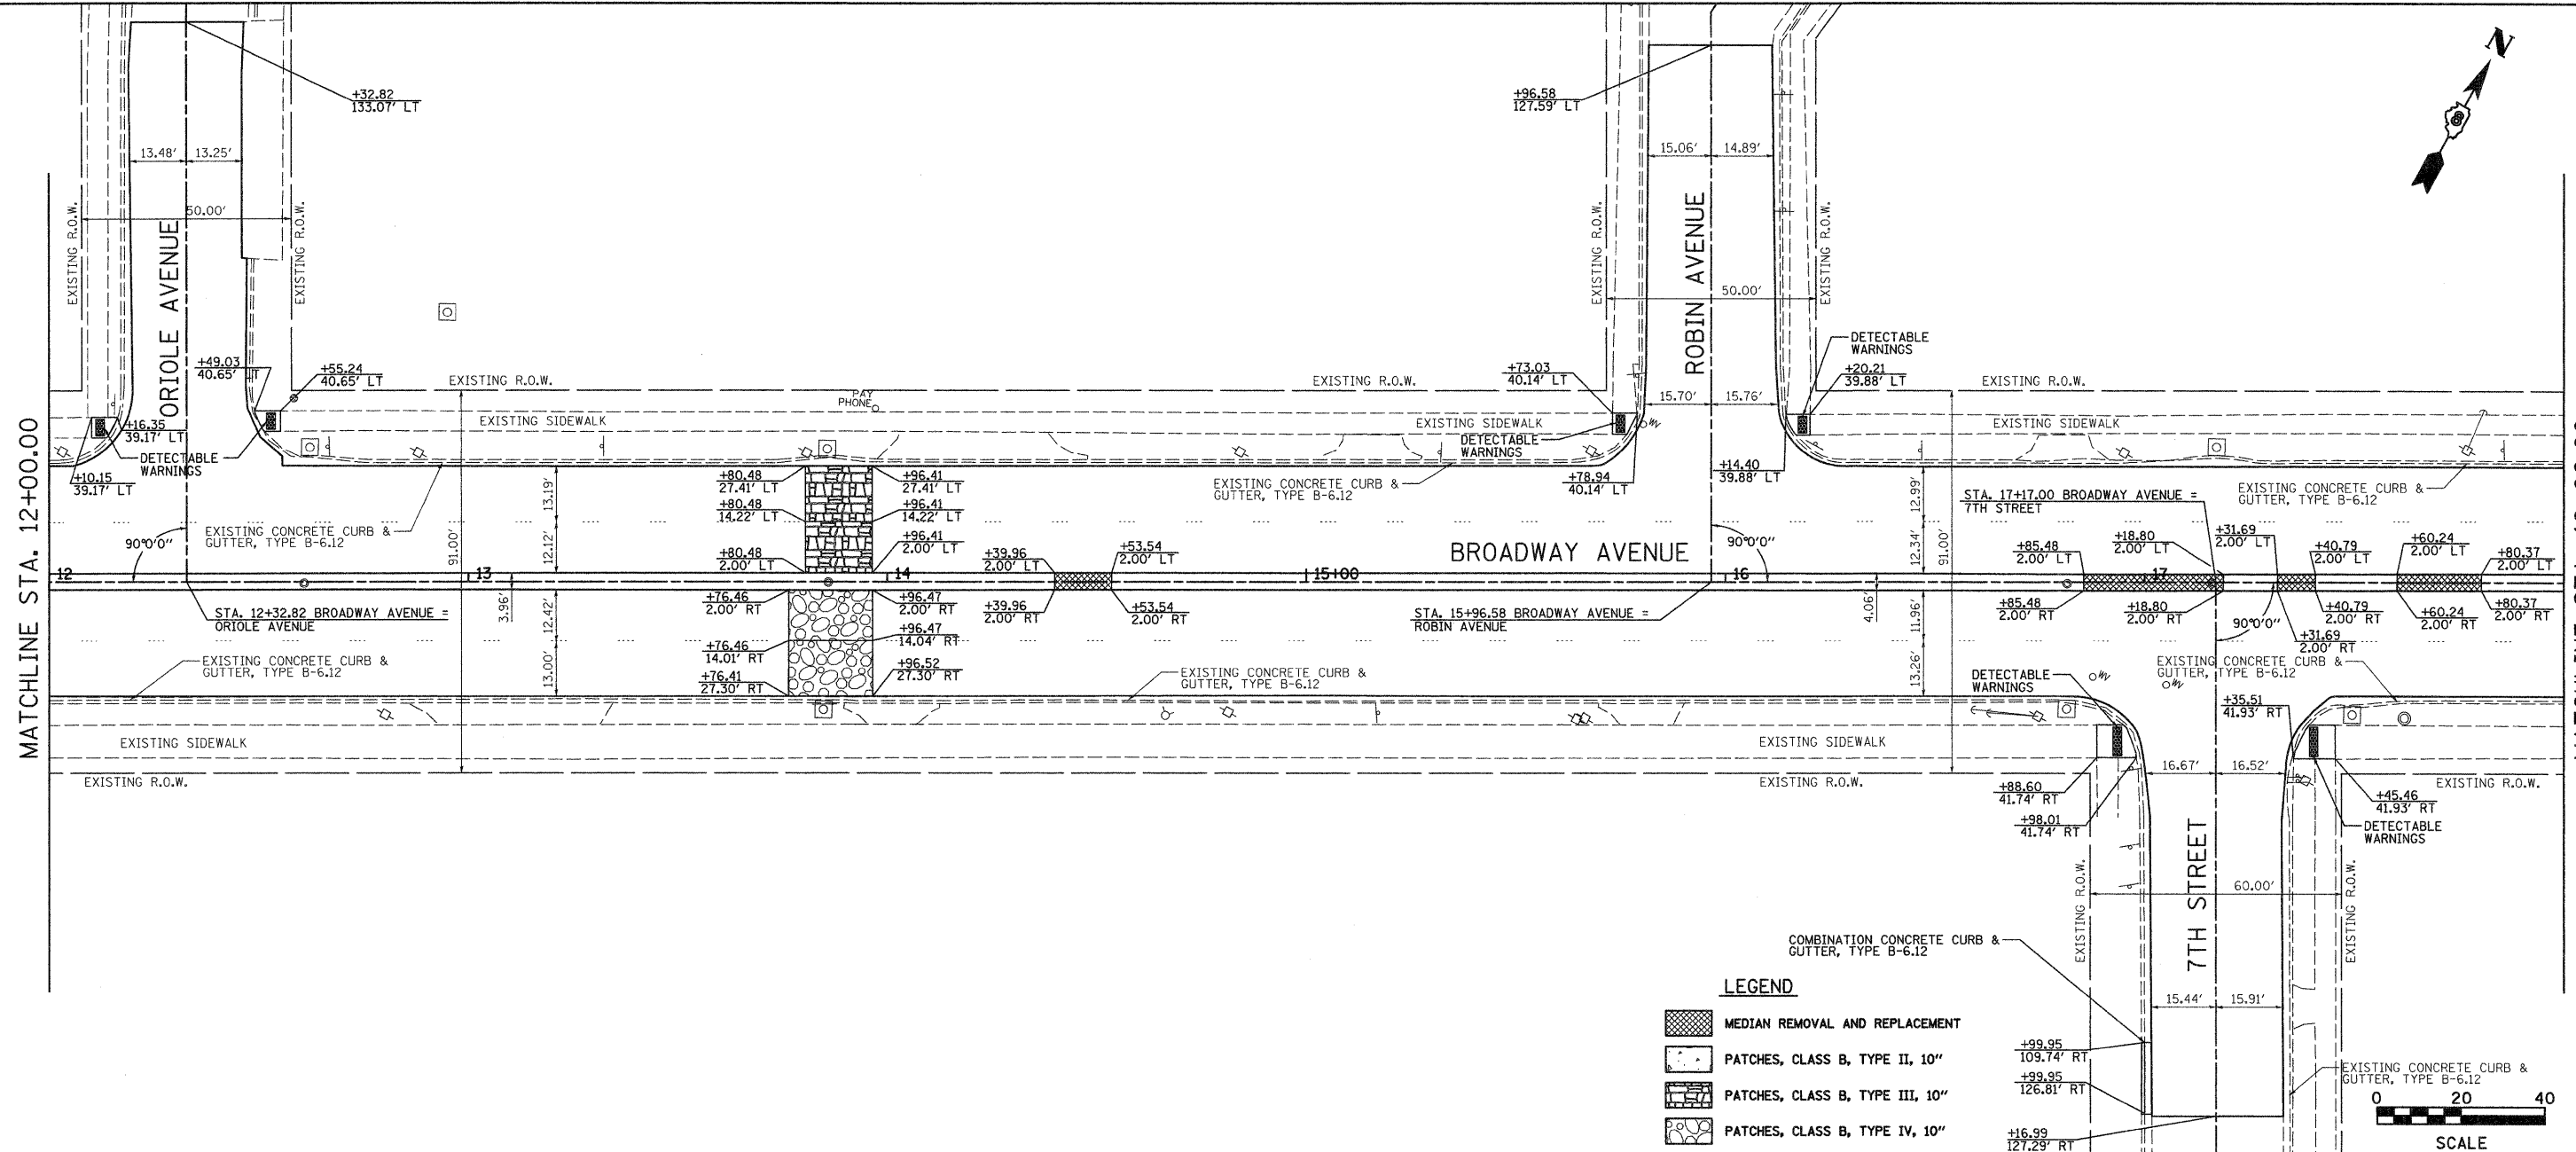 N
+32.82
133.07' LT
+96.58
127.59' LT
13.48'
13.25'
15.06'
14.89'
50.00'
EXISTING R.O.W.
ORIOLE AVENUE
EXISTING R.O.W.
EXISTING R.O.W.
ROBIN AVENUE
50.00'
EXISTING R.O.W.
DETECTABLE
WARNINGS
+49.03
40.65' LT
+55.24
40.65' LT
EXISTING R.O.W.
PAY
PHONE
EXISTING R.O.W.
+73.03
40.14' LT
15.70'
15.76'
+20.21
39.88' LT
EXISTING R.O.W.
+16.35
39.17' LT
EXISTING SIDEWALK
EXISTING SIDEWALK
DETECTABLE
WARNINGS
EXISTING SIDEWALK
DETECTABLE
WARNINGS
+10.15
39.17' LT
MATCHLINE STA. 12+00.00
+80.48
27.41' LT
+96.41
27.41' LT
EXISTING CONCRETE CURB &
GUTTER, TYPE B-6.12
+78.94
40.14' LT
+14.40
39.88' LT
13.19'
12.99'
EXISTING CONCRETE CURB &
GUTTER, TYPE B-6.12
STA. 17+17.00 BROADWAY AVENUE =
7TH STREET
+80.48
14.22' LT
+96.41
14.22' LT
EXISTING CONCRETE CURB &
GUTTER, TYPE B-6.12
90°0'0"
91.00'
12.12'
+80.48
2.00' LT
+96.41
2.00' LT
+39.96
2.00' LT
+53.54
2.00' LT
BROADWAY AVENUE
90°0'0"
12.34'
91.00'
+85.48
2.00' LT
+18.80
2.00' LT
+31.69
2.00' LT
+40.79
2.00' LT
+60.24
2.00' LT
+80.37
2.00' LT
12
13
14
15+00
16
17
STA. 12+32.82 BROADWAY AVENUE =
ORIOLE AVENUE
3.96'
12.42'
+76.46
2.00' RT
+96.47
2.00' RT
+39.96
2.00' RT
+53.54
2.00' RT
STA. 15+96.58 BROADWAY AVENUE =
ROBIN AVENUE
4.06'
11.96'
+85.48
2.00' RT
+18.80
2.00' RT
90°0'0"
+40.79
2.00' RT
+60.24
2.00' RT
+80.37
2.00' RT
+31.69
2.00' RT
+76.46
14.01' RT
+96.47
14.04' RT
EXISTING CONCRETE CURB &
GUTTER, TYPE B-6.12
13.00'
+76.41
27.30' RT
+96.52
27.30' RT
EXISTING CONCRETE CURB &
GUTTER, TYPE B-6.12
13.26'
DETECTABLE
WARNINGS
EXISTING CONCRETE CURB &
GUTTER, TYPE B-6.12
+35.51
41.93' RT
EXISTING SIDEWALK
EXISTING SIDEWALK
EXISTING R.O.W.
EXISTING R.O.W.
16.67'
16.52'
EXISTING R.O.W.
+88.60
41.74' RT
+98.01
41.74' RT
+45.46
41.93' RT
DETECTABLE
WARNINGS
EXISTING R.O.W.
7TH STREET
60.00'
EXISTING R.O.W.
COMBINATION CONCRETE CURB &
GUTTER, TYPE B-6.12
15.44'
15.91'
LEGEND
MEDIAN REMOVAL AND REPLACEMENT
PATCHES, CLASS B, TYPE II, 10"
PATCHES, CLASS B, TYPE III, 10"
PATCHES, CLASS B, TYPE IV, 10"
+99.95
109.74' RT
+99.95
126.81' RT
+16.99
127.29' RT
EXISTING CONCRETE CURB &
GUTTER, TYPE B-6.12
0 20 40
SCALE